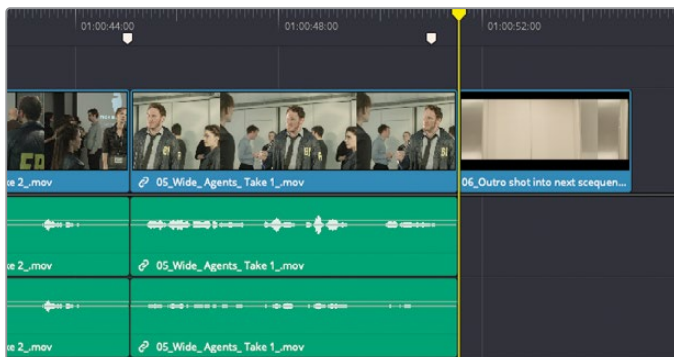 01:00:44:00
01:00:48:00
01:00:52:00
ke 2_.mov
05_Wide_ Agents_ Take 1_.mov
06_Outro shot into next scequen...
ke 2_.mov
05_Wide_ Agents_ Take 1_.mov
ke 2_.mov
05_Wide_ Agents_ Take 1_.mov